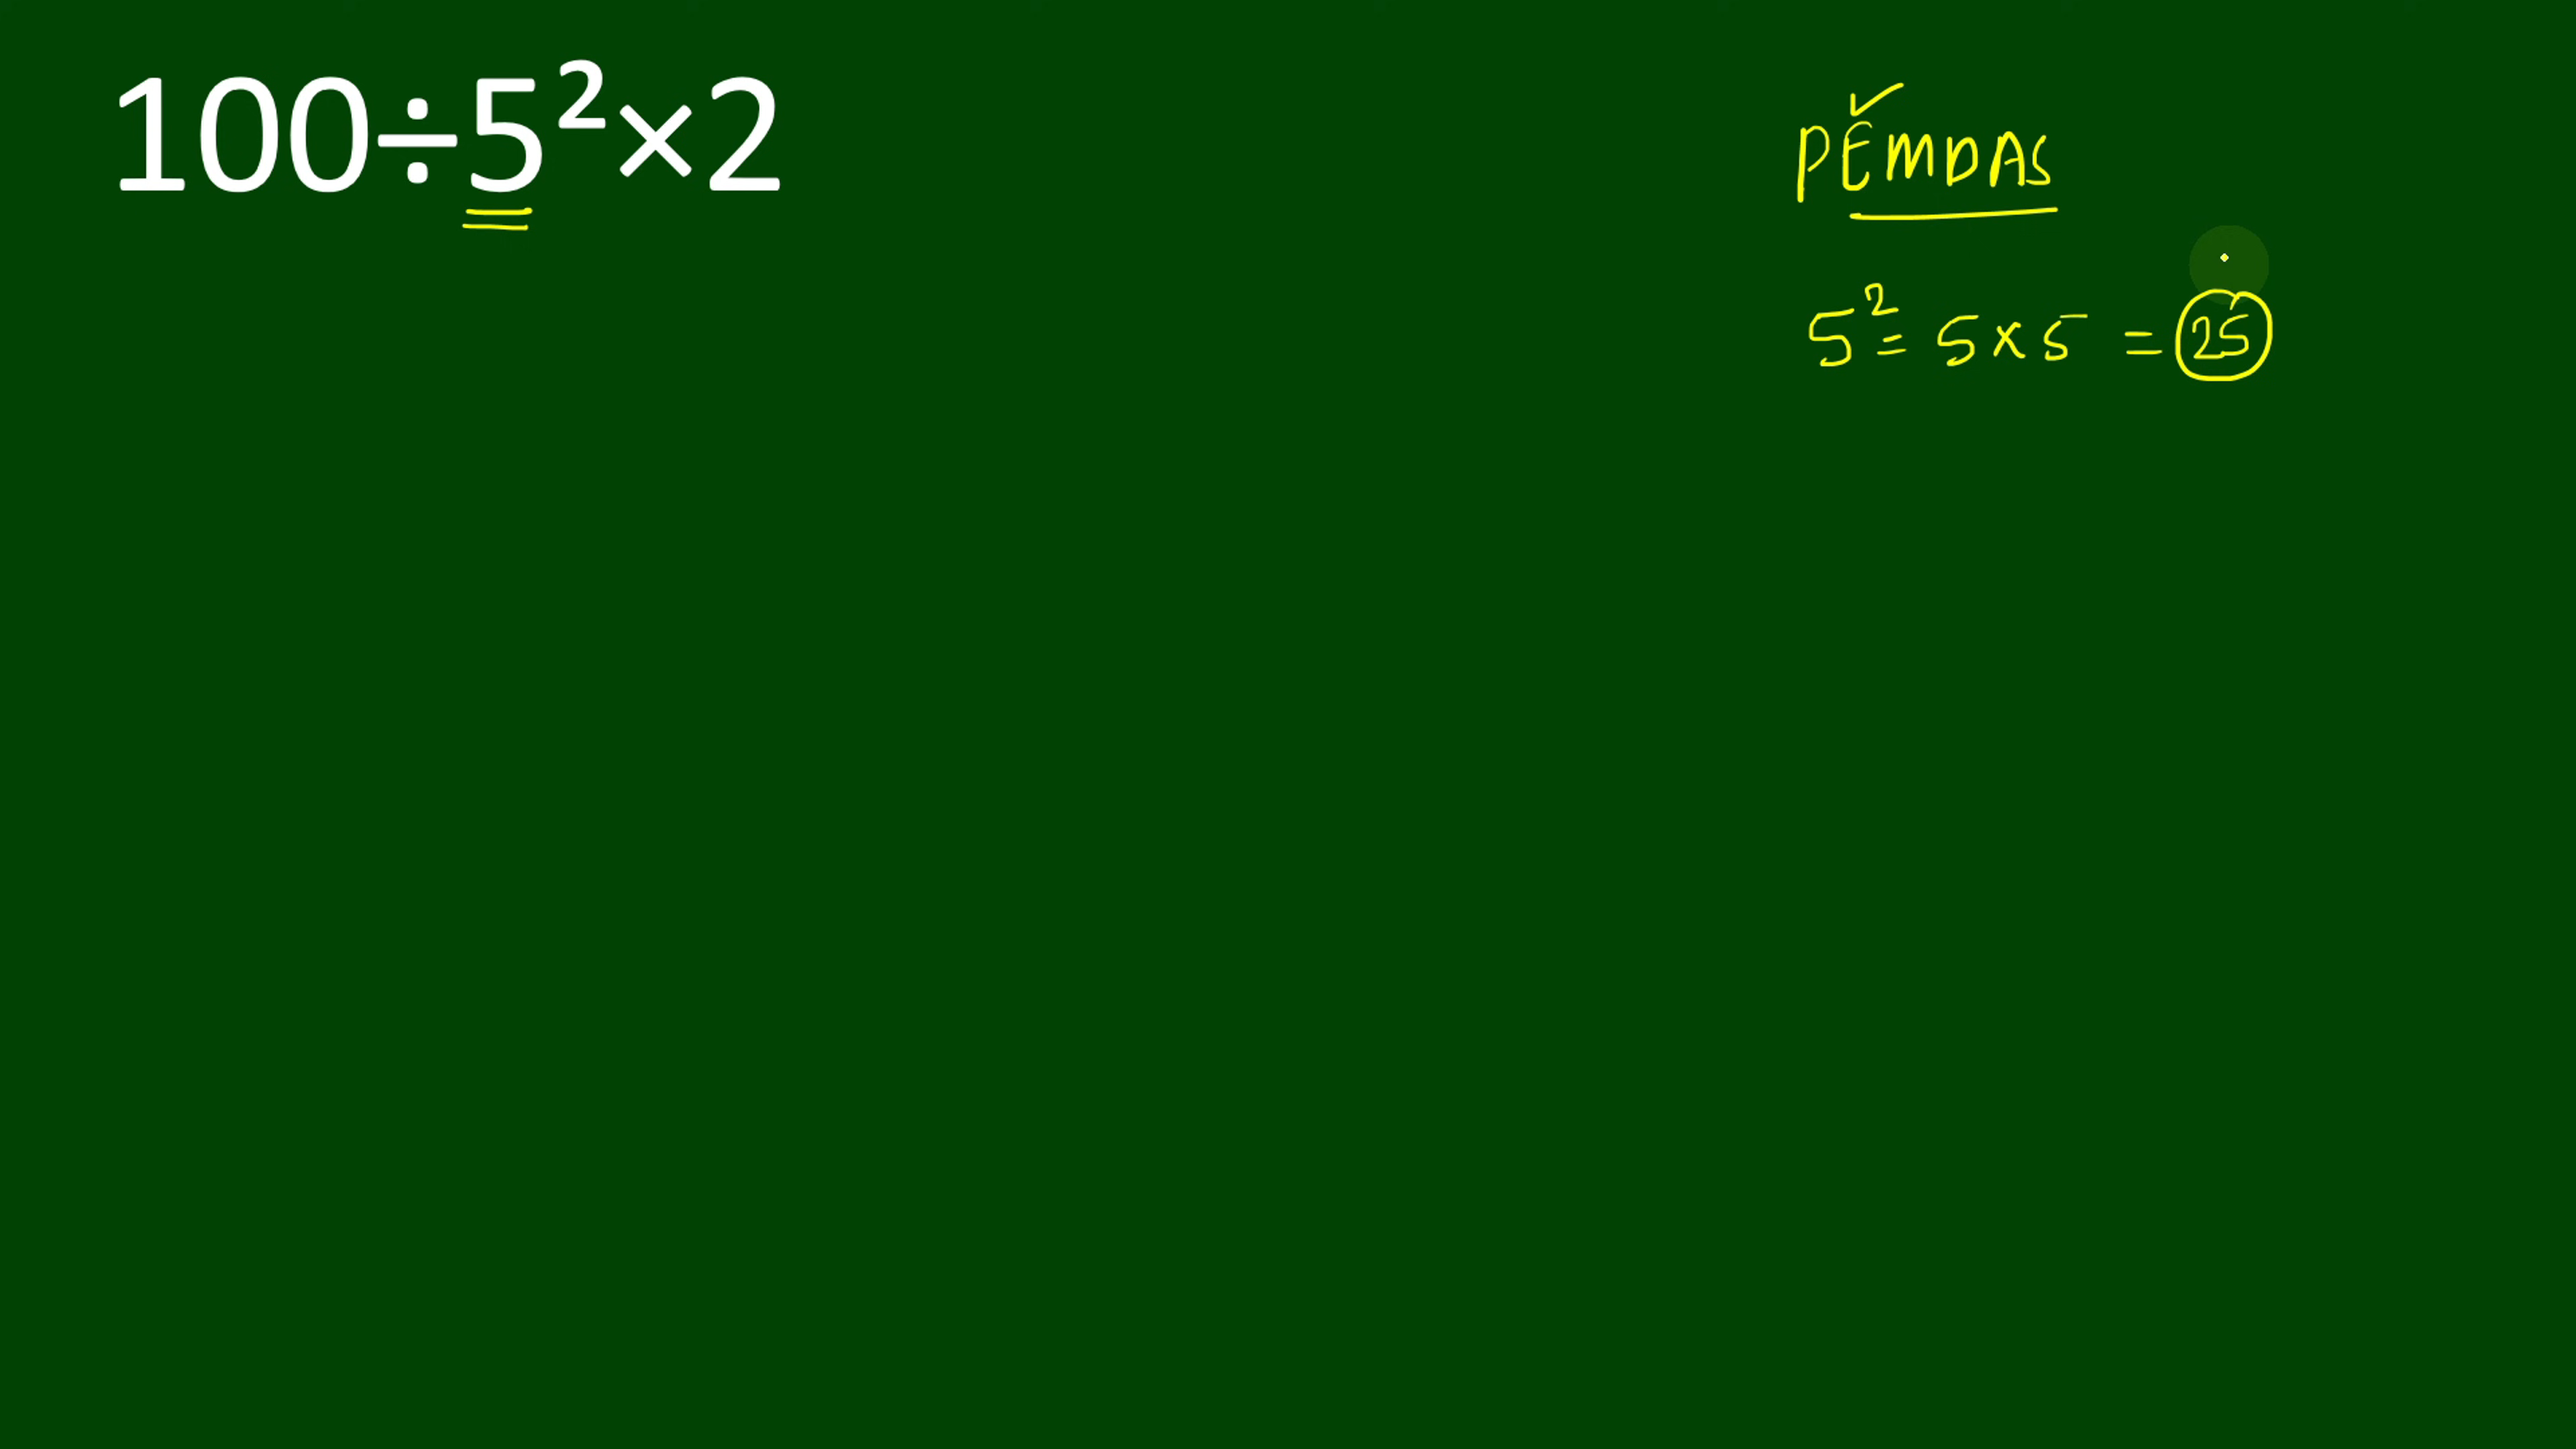 100÷5²×2
PEMDAS
5² = 5 × 5 = 25